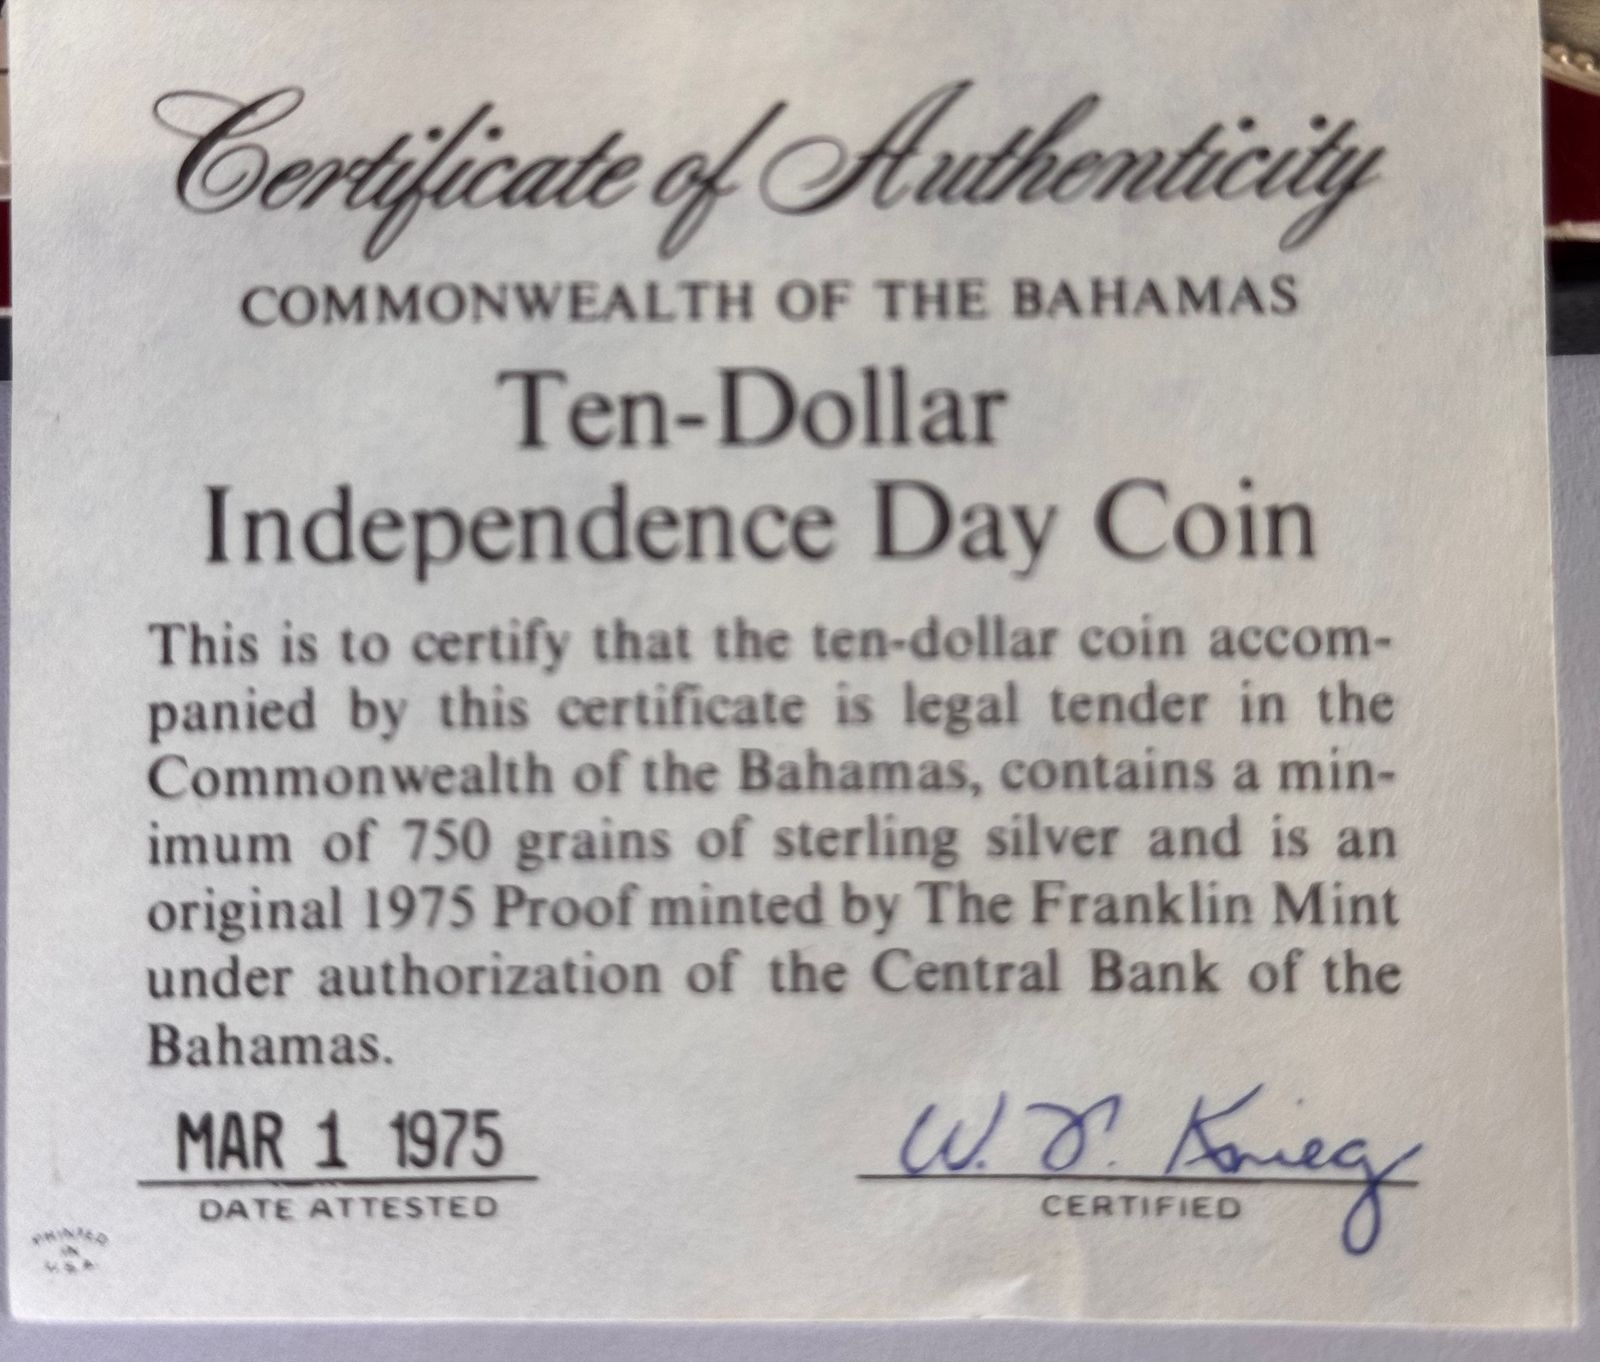 Certificate of Authenticity
COMMONWEALTH OF THE BAHAMAS
Ten-Dollar
Independence Day Coin
This is to certify that the ten-dollar coin accom-
panied by this certificate is legal tender in the
Commonwealth of the Bahamas, contains a min-
imum of 750 grains of sterling silver and is an
original 1975 Proof minted by The Franklin Mint
under authorization of the Central Bank of the
Bahamas.
MAR 1 1975
W. T. Krieg
DATE ATTESTED
CERTIFIED
PRINTED
IN
U.S.A.